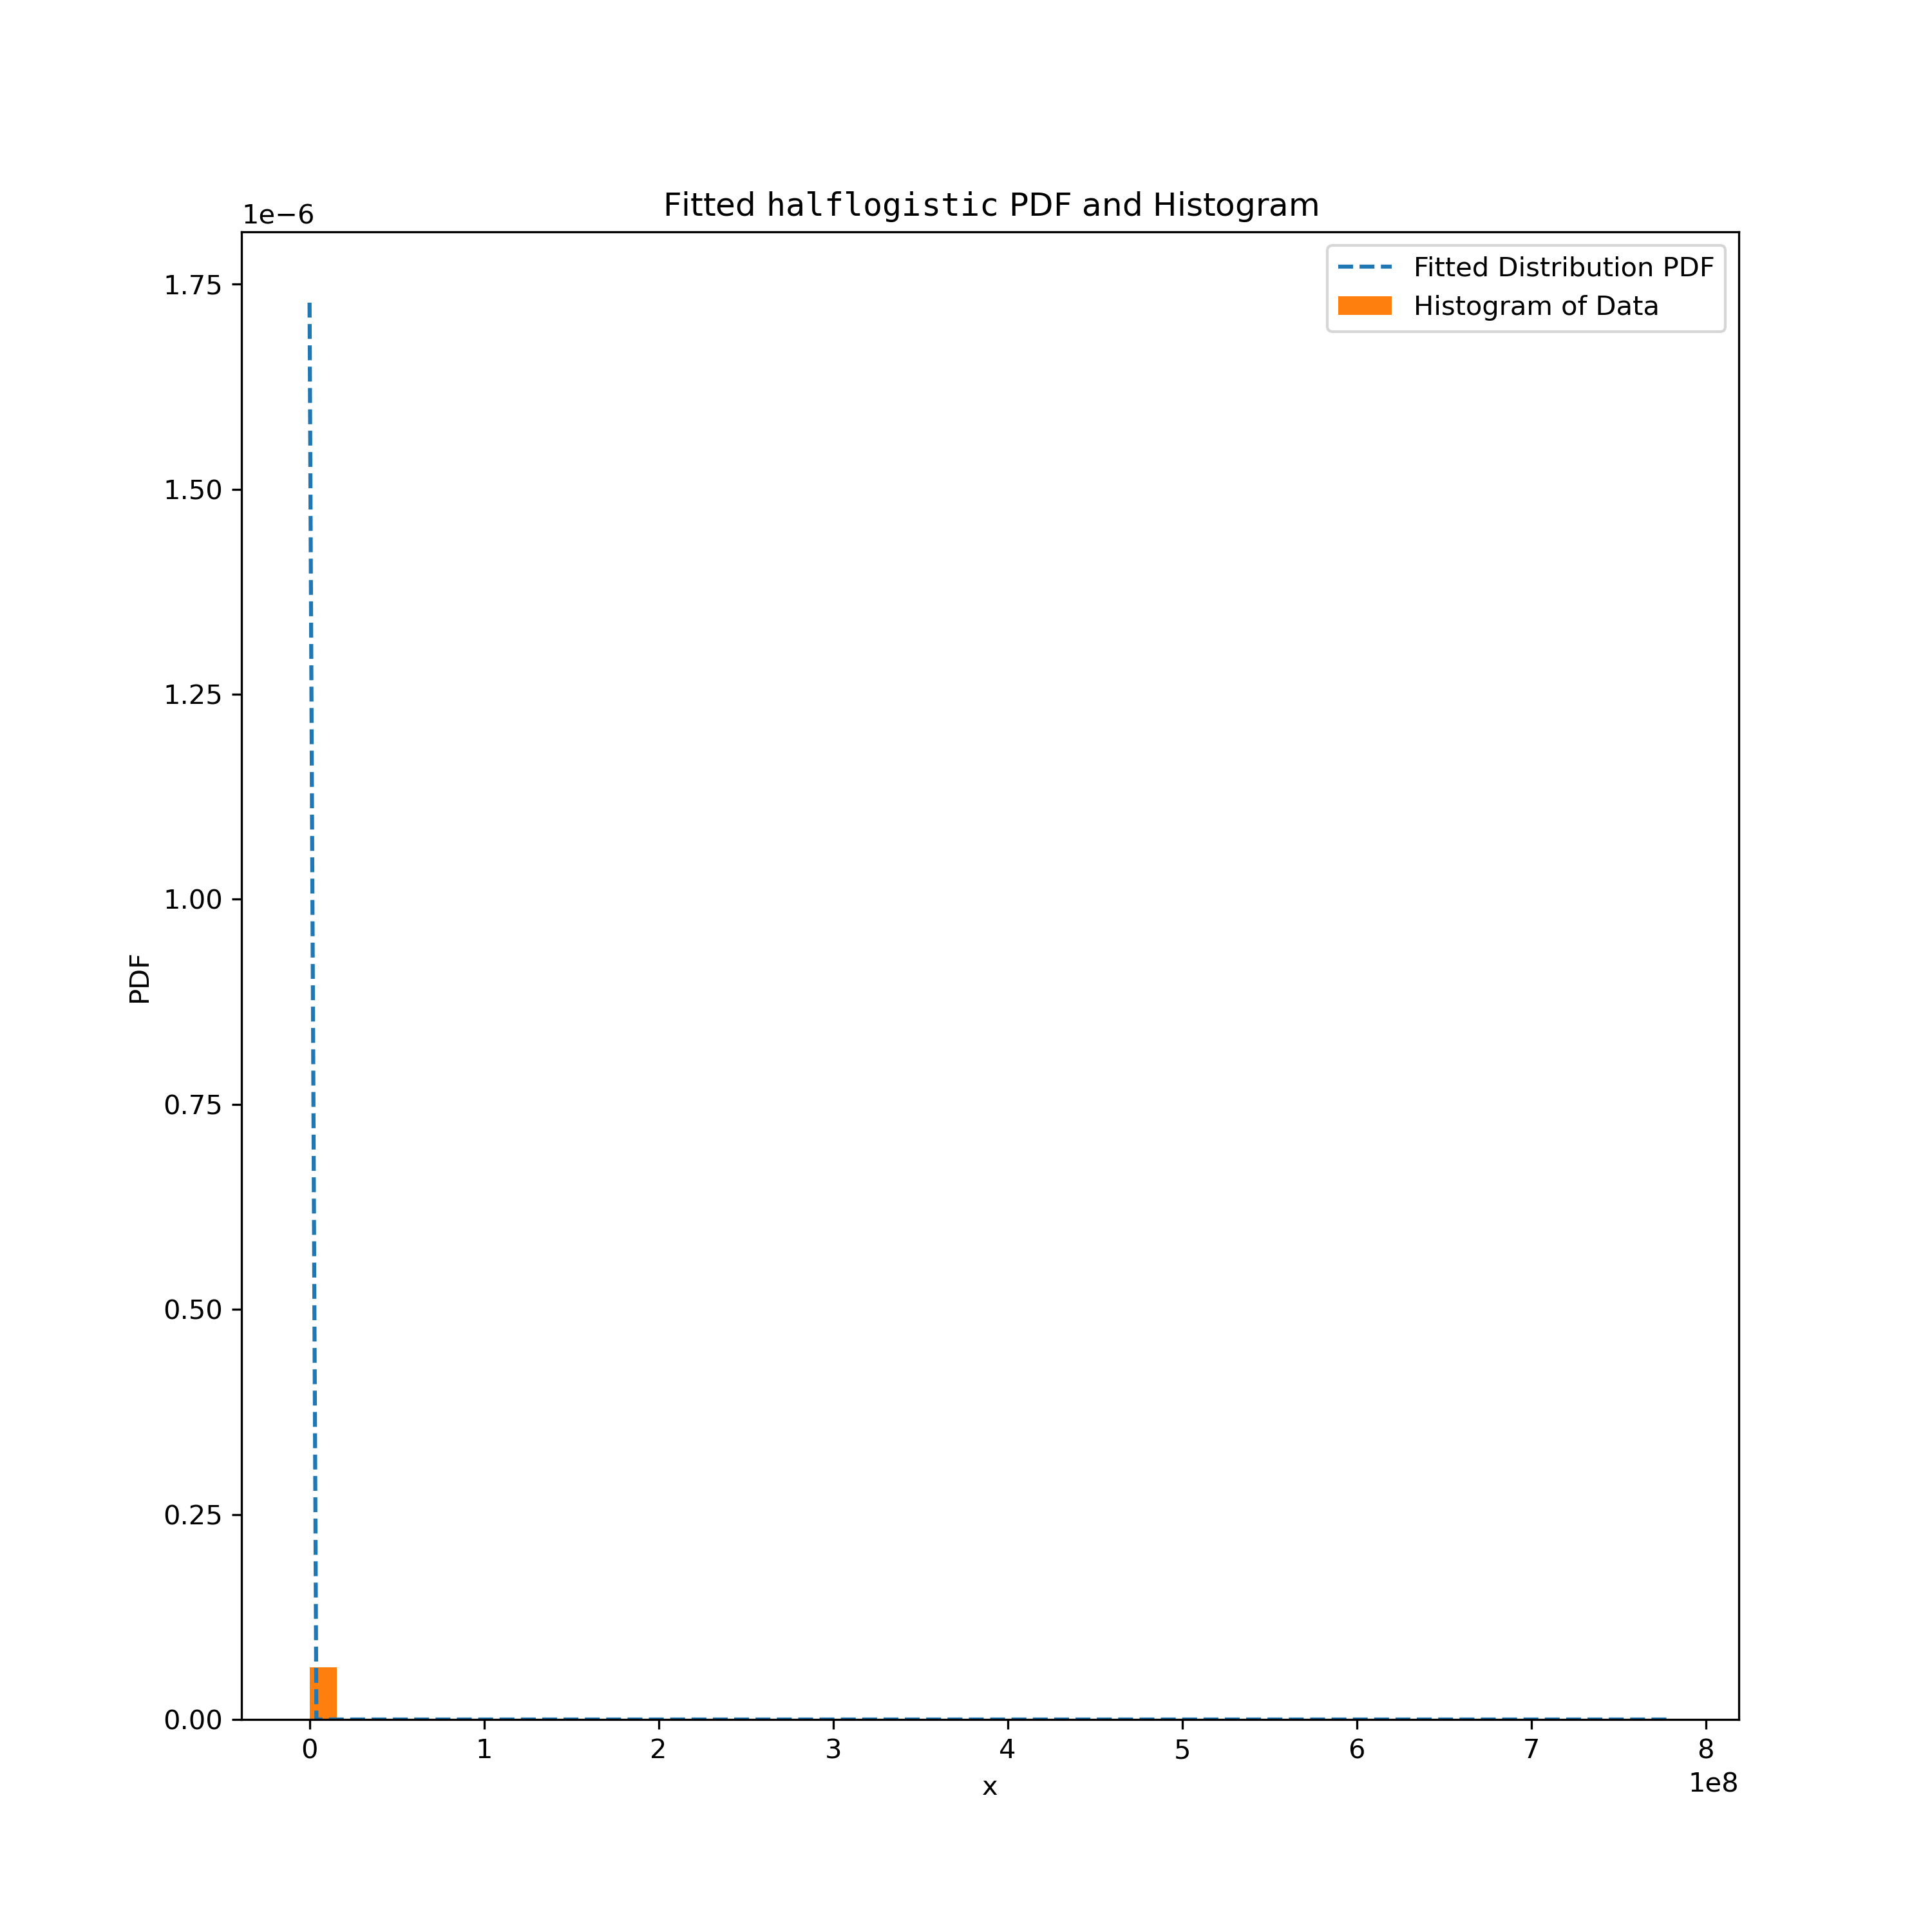 Fitted halflogistic PDF and Histogram
1e−6
1.75
1.50
1.25
1.00
0.75
0.50
0.25
0.00
PDF
Fitted Distribution PDF
Histogram of Data
0 1 2 3 4 5 6 7 8
1e8
x